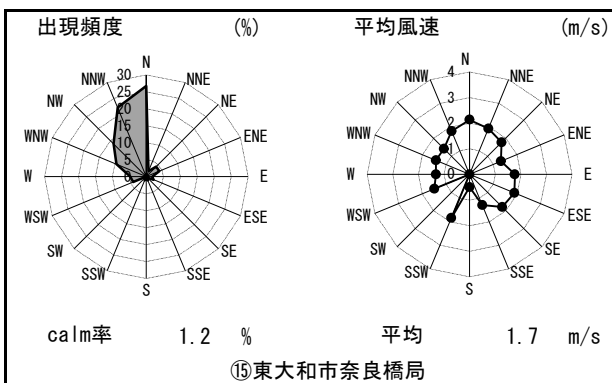 出現頻度 (%)
N
NNE
NE
ENE
E
ESE
SE
SSE
S
SSW
SW
WSW
W
WNW
NW
NNW
30
25
20
15
10
5
0
calm率 1.2 %
平均風速 (m/s)
N
NNE
NE
ENE
E
ESE
SE
SSE
S
SSW
SW
WSW
W
WNW
NW
NNW
4
3
2
1
0
平均 1.7 m/s
⑮東大和市奈良橋局